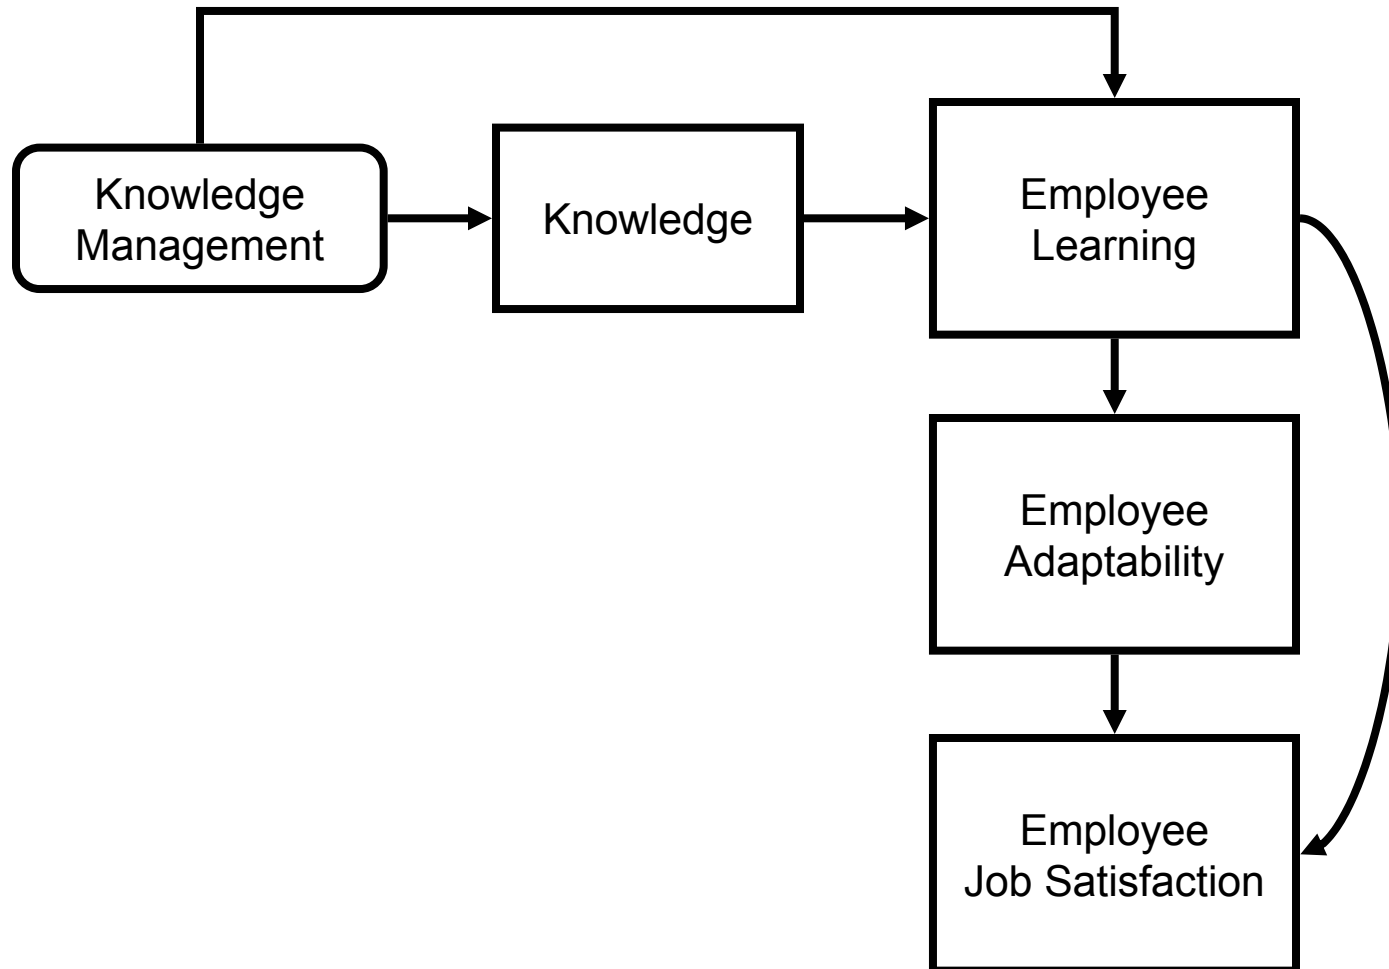 Knowledge
Management
Knowledge
Employee
Learning
Employee
Adaptability
Employee
Job Satisfaction